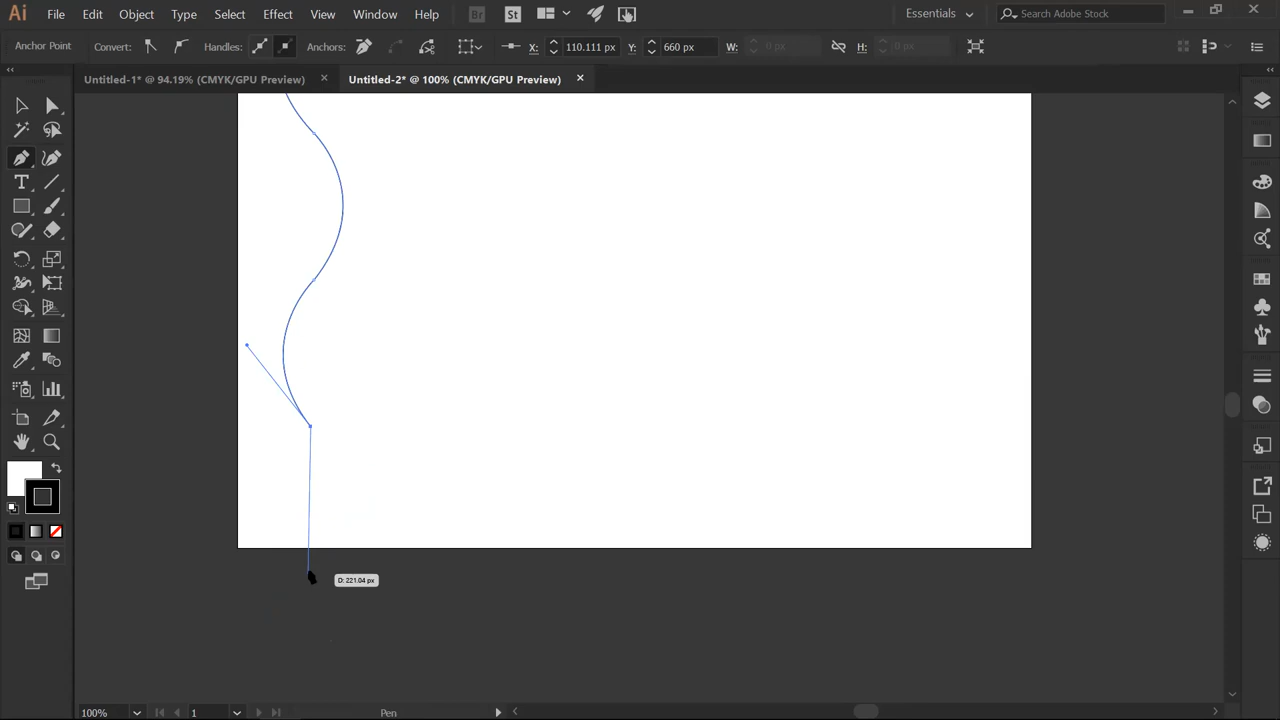 Ai File Edit Object Type Select Effect View Window Help Br St Essentials Search Adobe Stock
Anchor Point Convert: Handles: Anchors: X: 110.111 px Y: 660 px W: 0 px H: 0 px
Untitled-1* @ 94.19% (CMYK/GPU Preview) × Untitled-2* @ 100% (CMYK/GPU Preview) ×
T
D: 221.04 px
100% 1 Pen